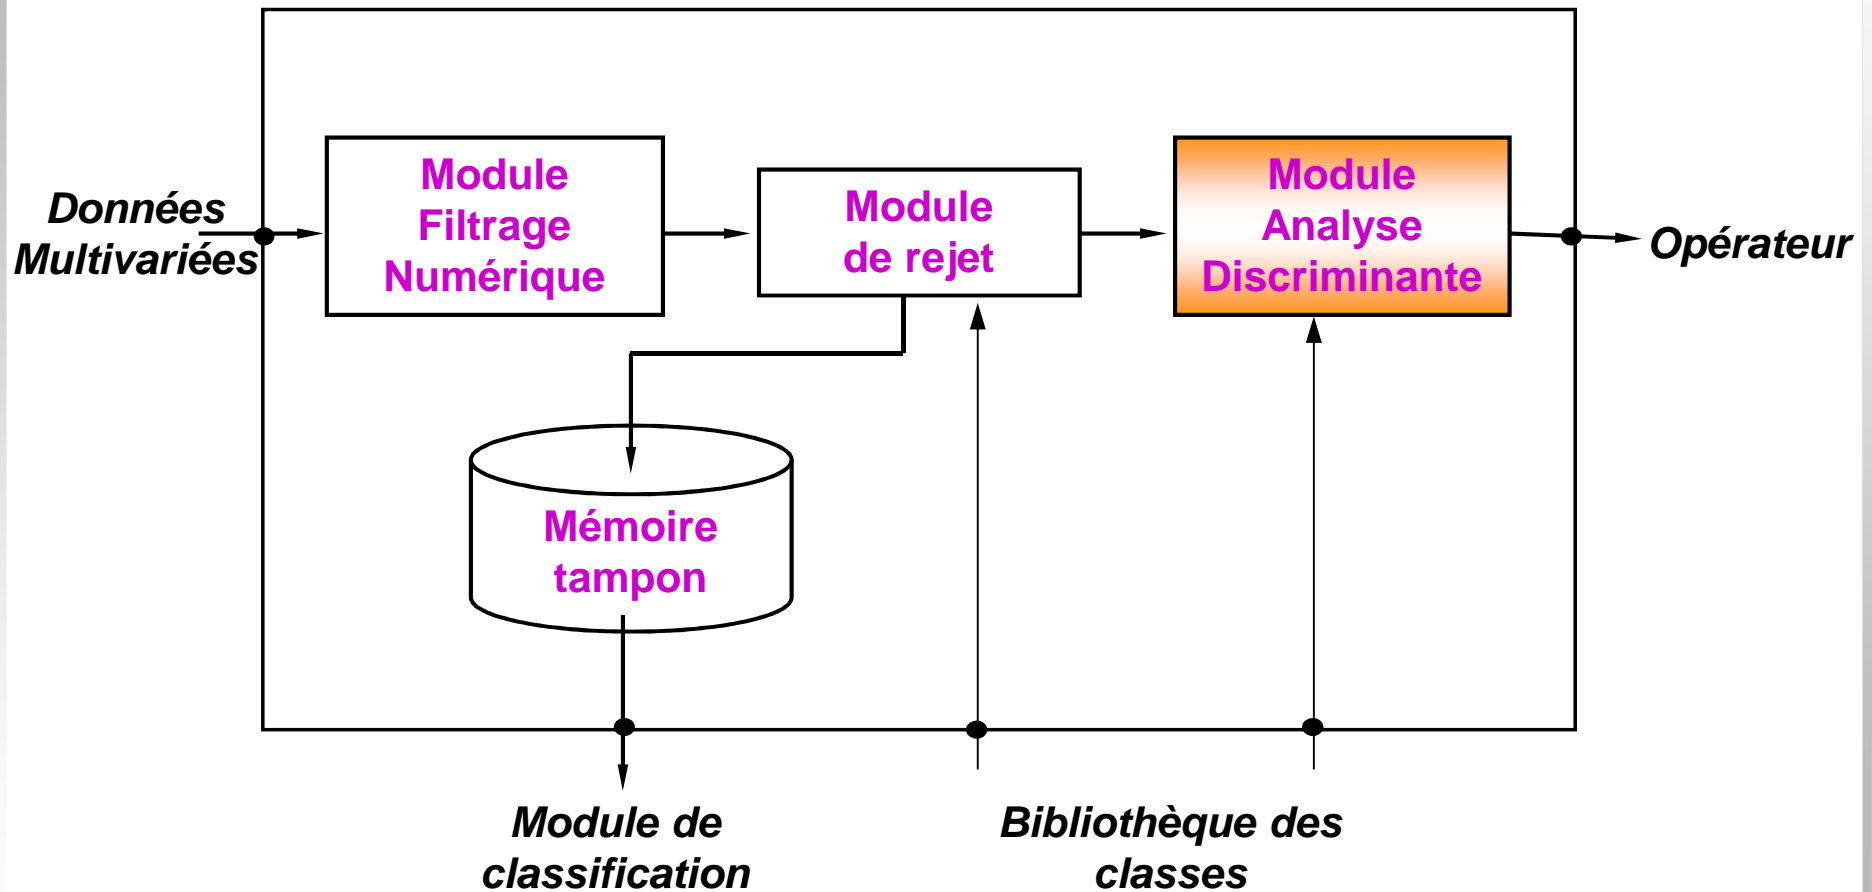 Données
Multivariées
Module
Filtrage
Numérique
Module
de rejet
Module
Analyse
Discriminante
Opérateur
Mémoire
tampon
Module de
classification
Bibliothèque des
classes